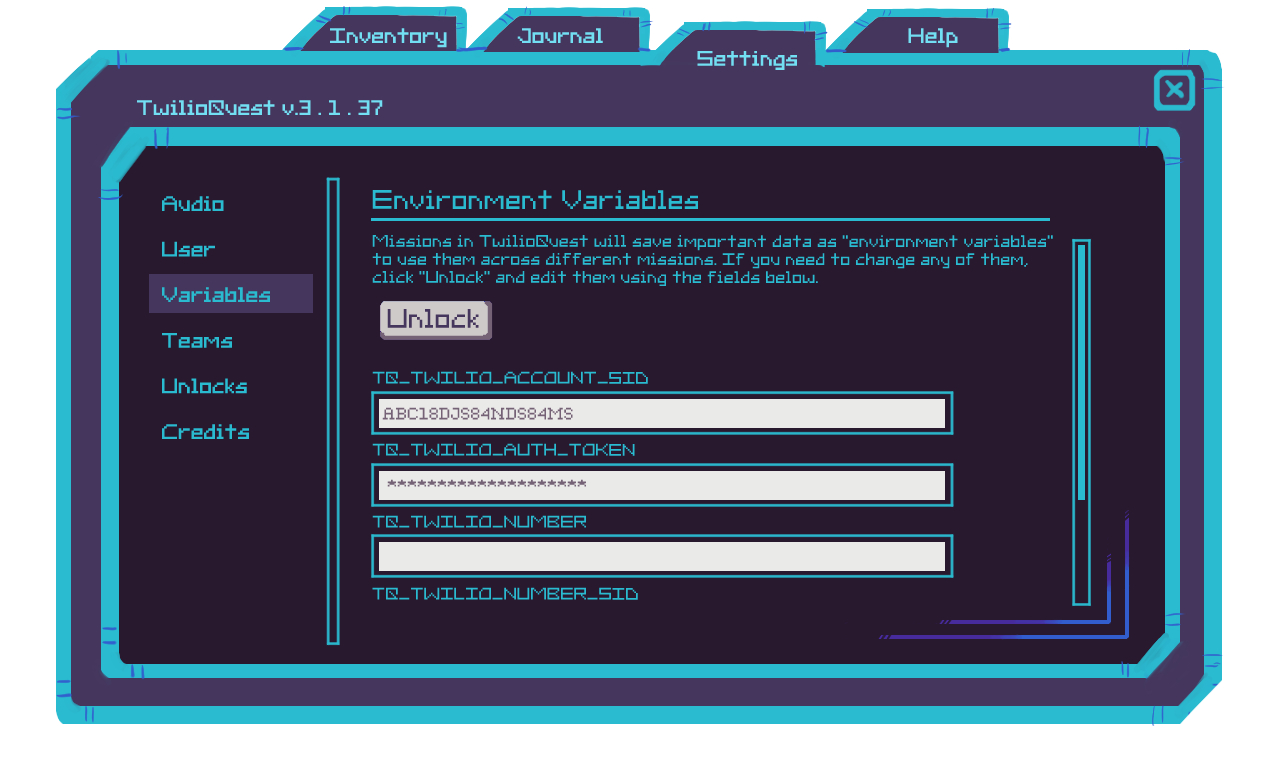 Inventory
Journal
Settings
Help
TwilioQuest v.3.1.37
Audio
User
Variables
Teams
Unlocks
Credits
Environment Variables
Missions in TwilioQuest will save important data as "environment variables"
to use them across different missions. If you need to change any of them,
click "Unlock" and edit them using the fields below.
Unlock
TQ_TWILIO_ACCOUNT_SID
ABC18DJS84NDS84MS
TQ_TWILIO_AUTH_TOKEN
********************
TQ_TWILIO_NUMBER
TQ_TWILIO_NUMBER_SID